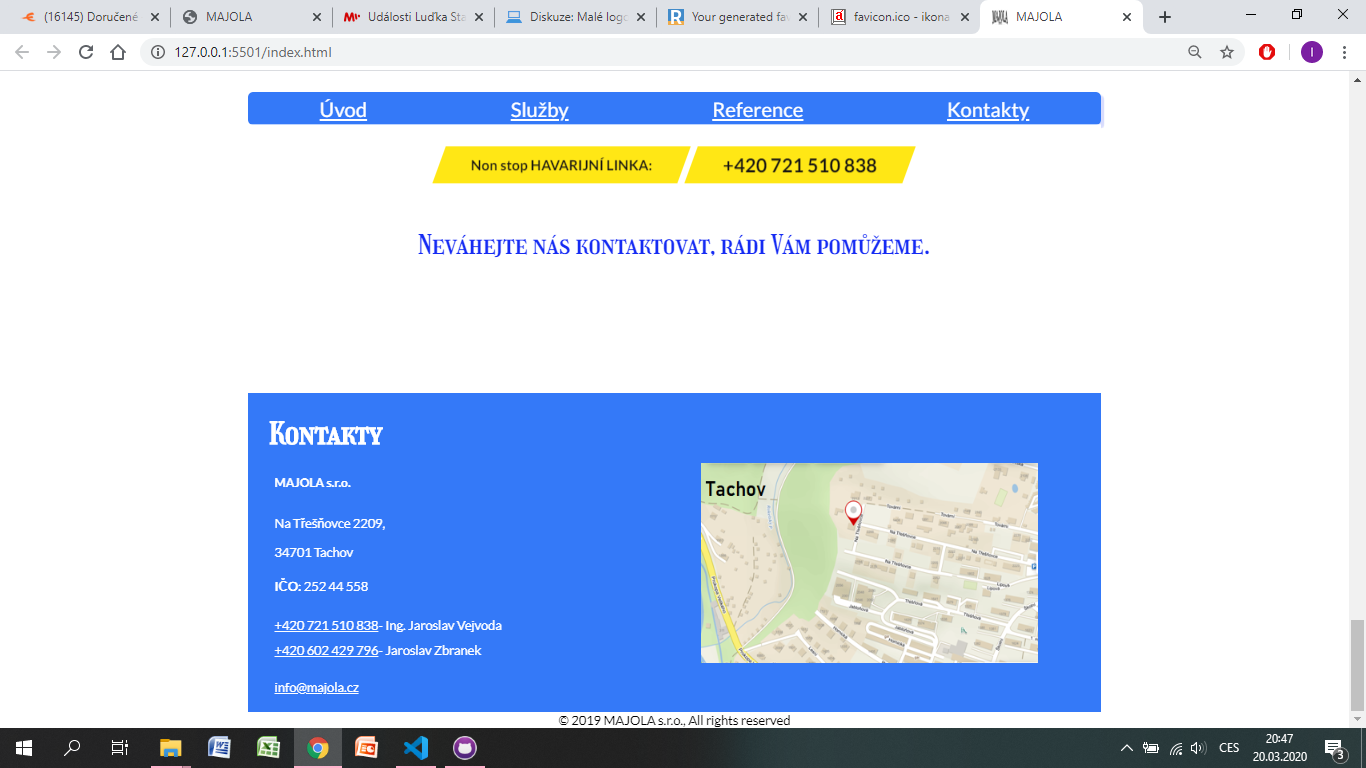 (16145) Doručené
MAJOLA
Události Luďka Sta
Diskuze: Malé logo
Your generated fav
favicon.ico - ikona
MAJOLA
127.0.0.1:5501/index.html
I
Úvod
Služby
Reference
Kontakty
Non stop HAVARIJNÍ LINKA:
+420 721 510 838
Neváhejte nás kontaktovat, rádi Vám pomůžeme.
Kontakty
MAJOLA s.r.o.
Na Třešňovce 2209,
34701 Tachov
IČO: 252 44 558
+420 721 510 838- Ing. Jaroslav Vejvoda
+420 602 429 796- Jaroslav Zbranek
info@majola.cz
Tachov
© 2019 MAJOLA s.r.o., All rights reserved
CES
20:47
20.03.2020
3